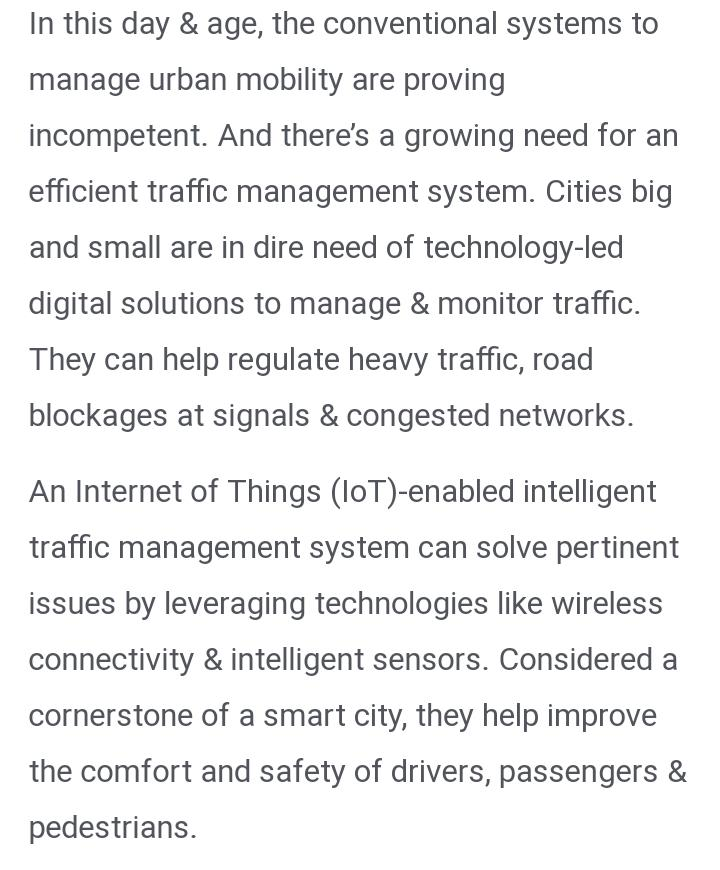 In this day & age, the conventional systems to
manage urban mobility are proving
incompetent. And there’s a growing need for an
efficient traffic management system. Cities big
and small are in dire need of technology-led
digital solutions to manage & monitor traffic.
They can help regulate heavy traffic, road
blockages at signals & congested networks.
An Internet of Things (IoT)-enabled intelligent
traffic management system can solve pertinent
issues by leveraging technologies like wireless
connectivity & intelligent sensors. Considered a
cornerstone of a smart city, they help improve
the comfort and safety of drivers, passengers &
pedestrians.